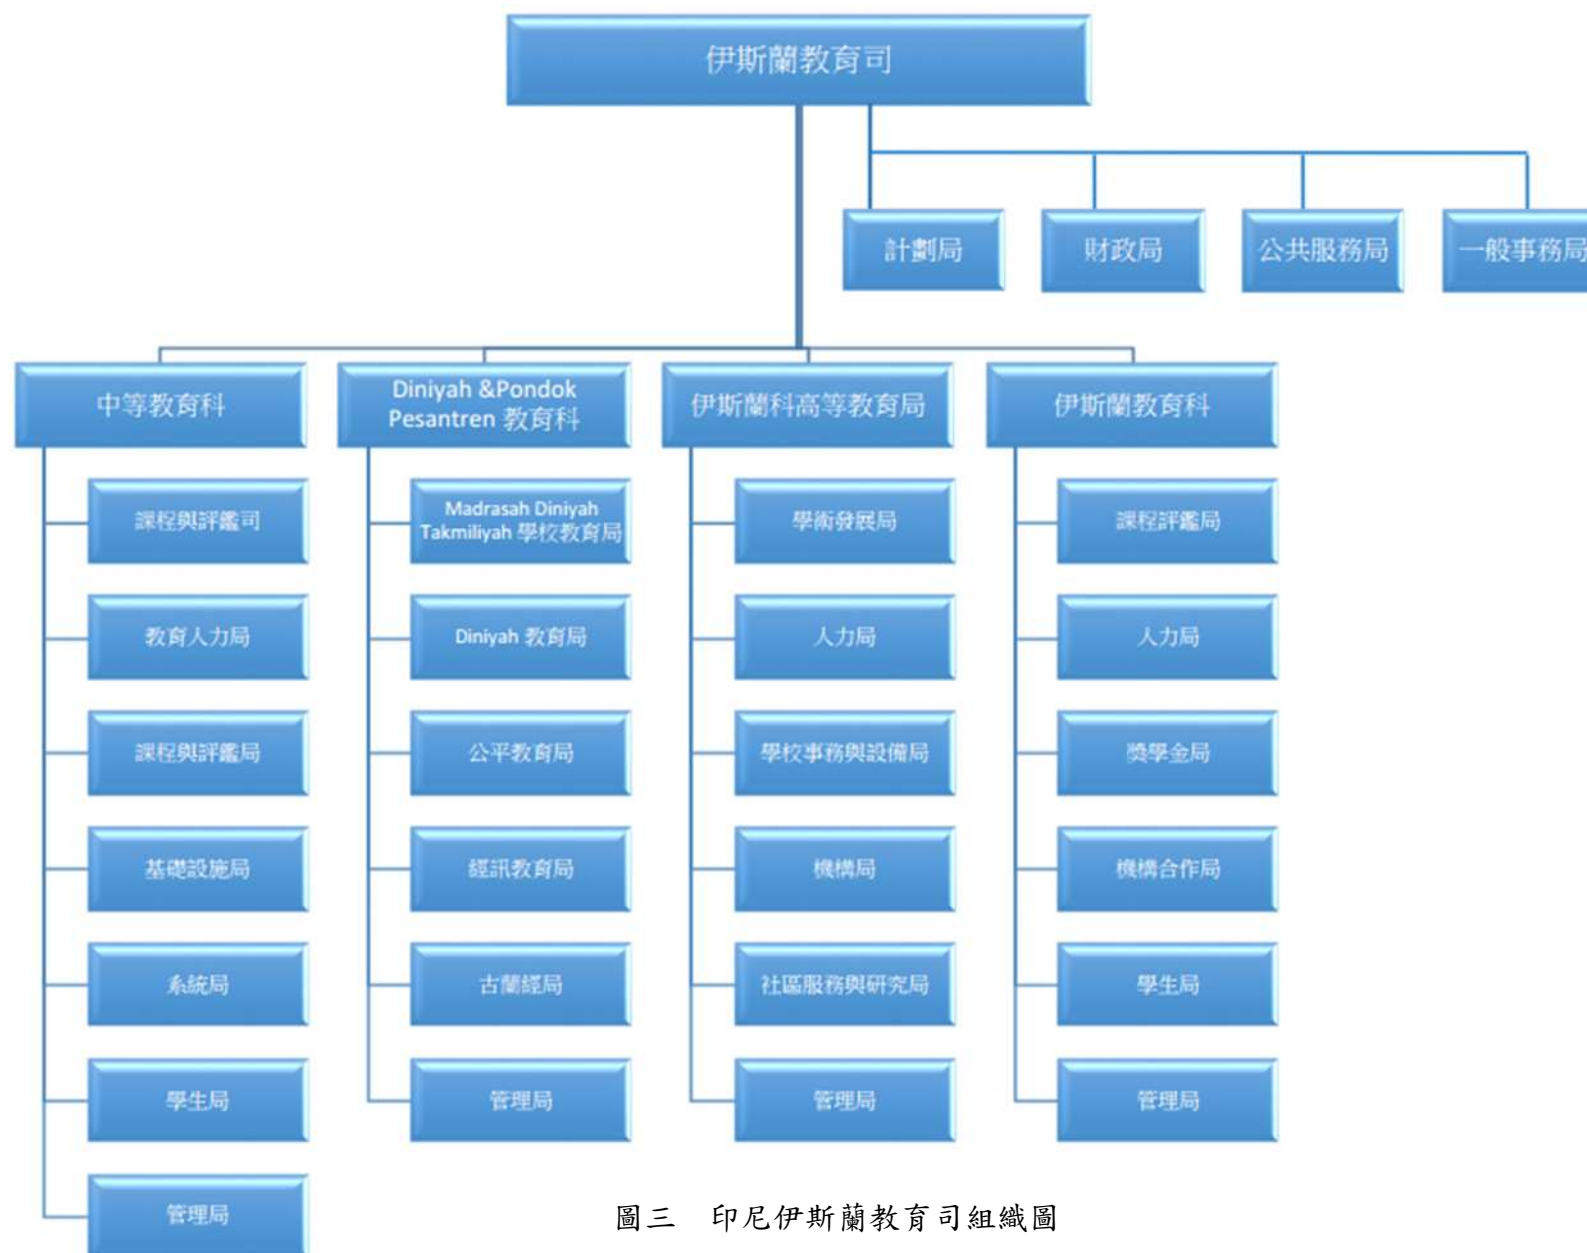 伊斯蘭教育司
計劃局
財政局
公共服務局
一般事務局
中等教育科
Diniyah &Pondok
Pesantren 教育科
伊斯蘭科高等教育局
伊斯蘭教育科
課程與評鑑司
教育人力局
課程與評鑑局
基礎設施局
系統局
學生局
管理局
Madrasah Diniyah
Takmiliyah 學校教育局
Diniyah 教育局
公平教育局
經訊教育局
古蘭經局
管理局
學術發展局
人力局
學校事務與設備局
機構局
社區服務與研究局
管理局
課程評鑑局
人力局
獎學金局
機構合作局
學生局
管理局
圖三 印尼伊斯蘭教育司組織圖